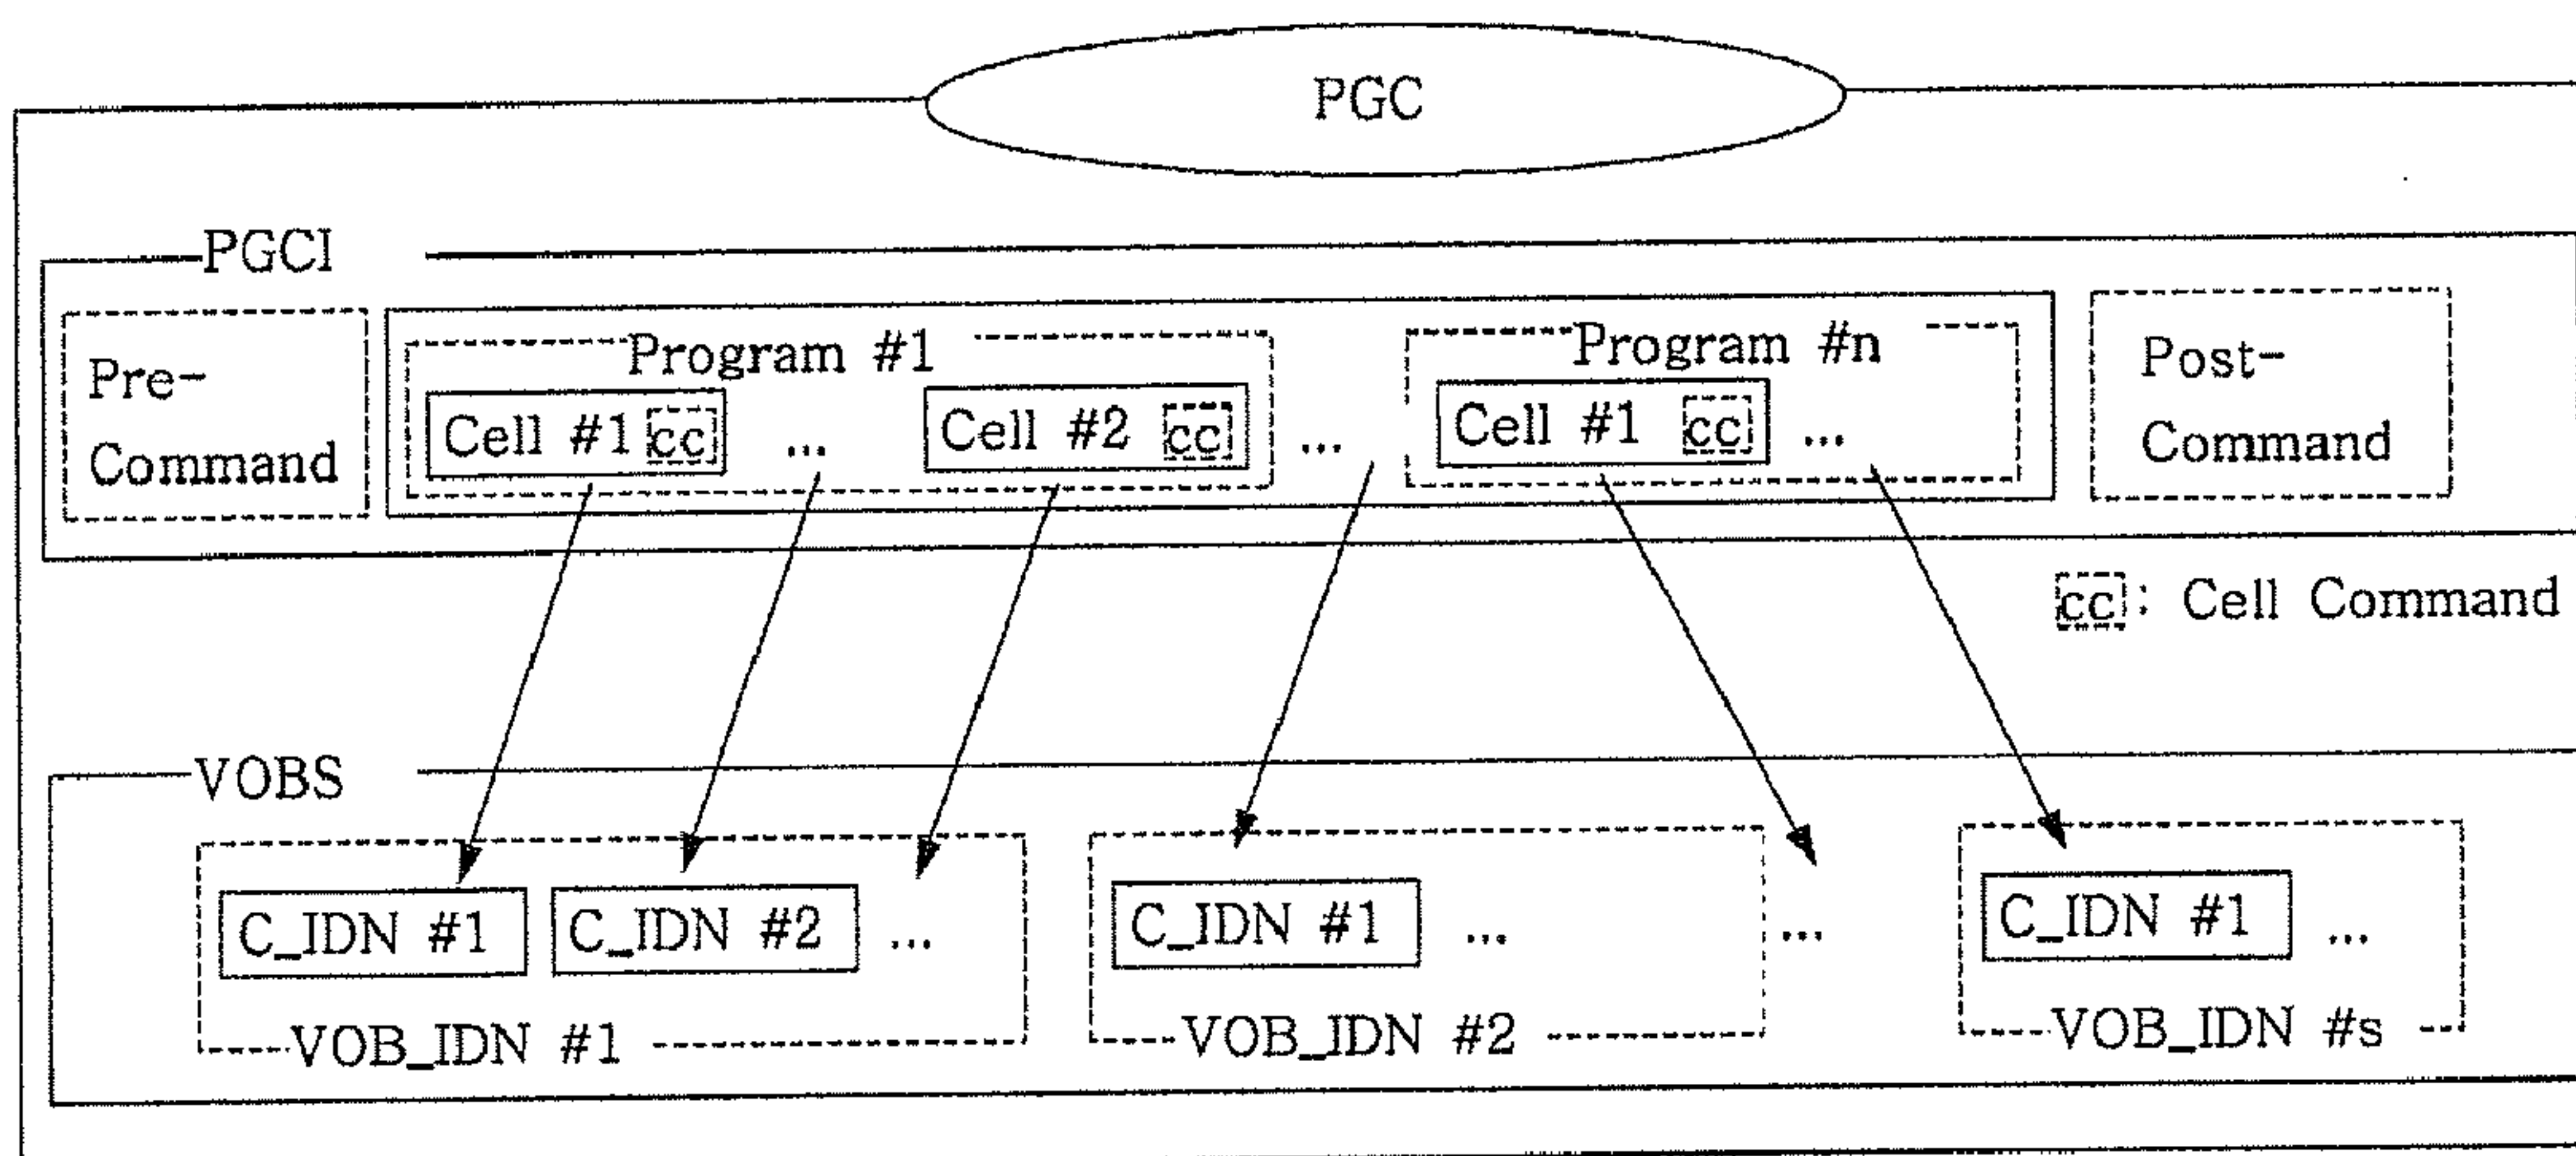 PGC
PGCI
Pre-
Command
Program #1
Cell #1 cc ... Cell #2 cc ...
Program #n
Cell #1 cc ...
Post-
Command
cc: Cell Command
VOBS
C_IDN #1 C_IDN #2 ...
VOB_IDN #1
C_IDN #1 ...
VOB_IDN #2
...
C_IDN #1 ...
VOB_IDN #s